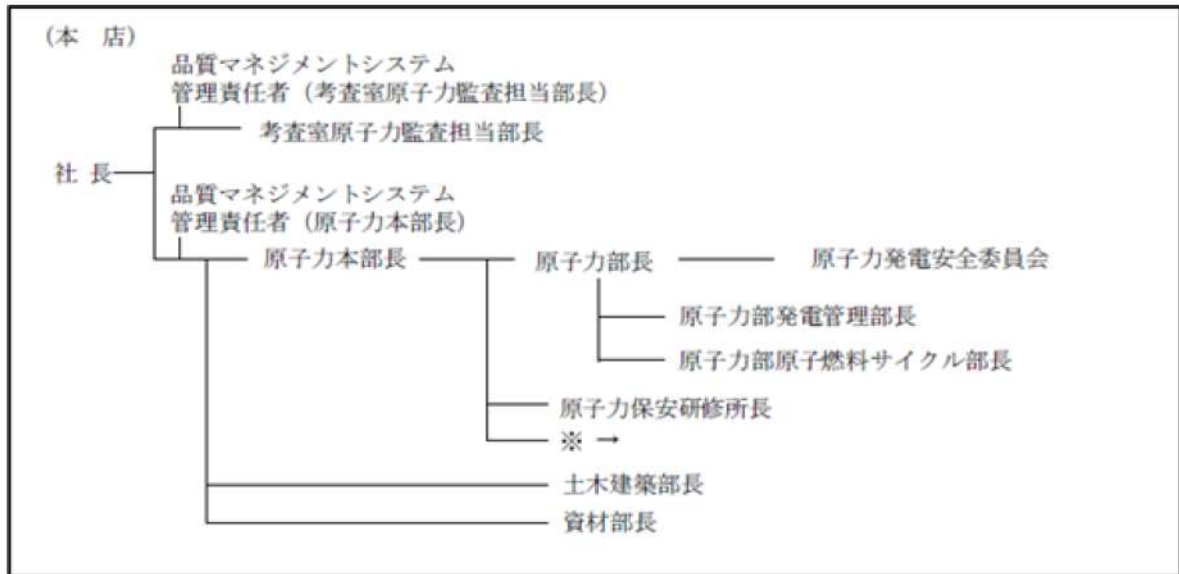 (本 店)
品質マネジメントシステム
管理責任者(考査室原子力監査担当部長)
考査室原子力監査担当部長
社 長
品質マネジメントシステム
管理責任者(原子力本部長)
原子力本部長
原子力部長
原子力発電安全委員会
原子力部発電管理部長
原子力部原子燃料サイクル部長
原子力保安研修所長
※ →
土木建築部長
資材部長